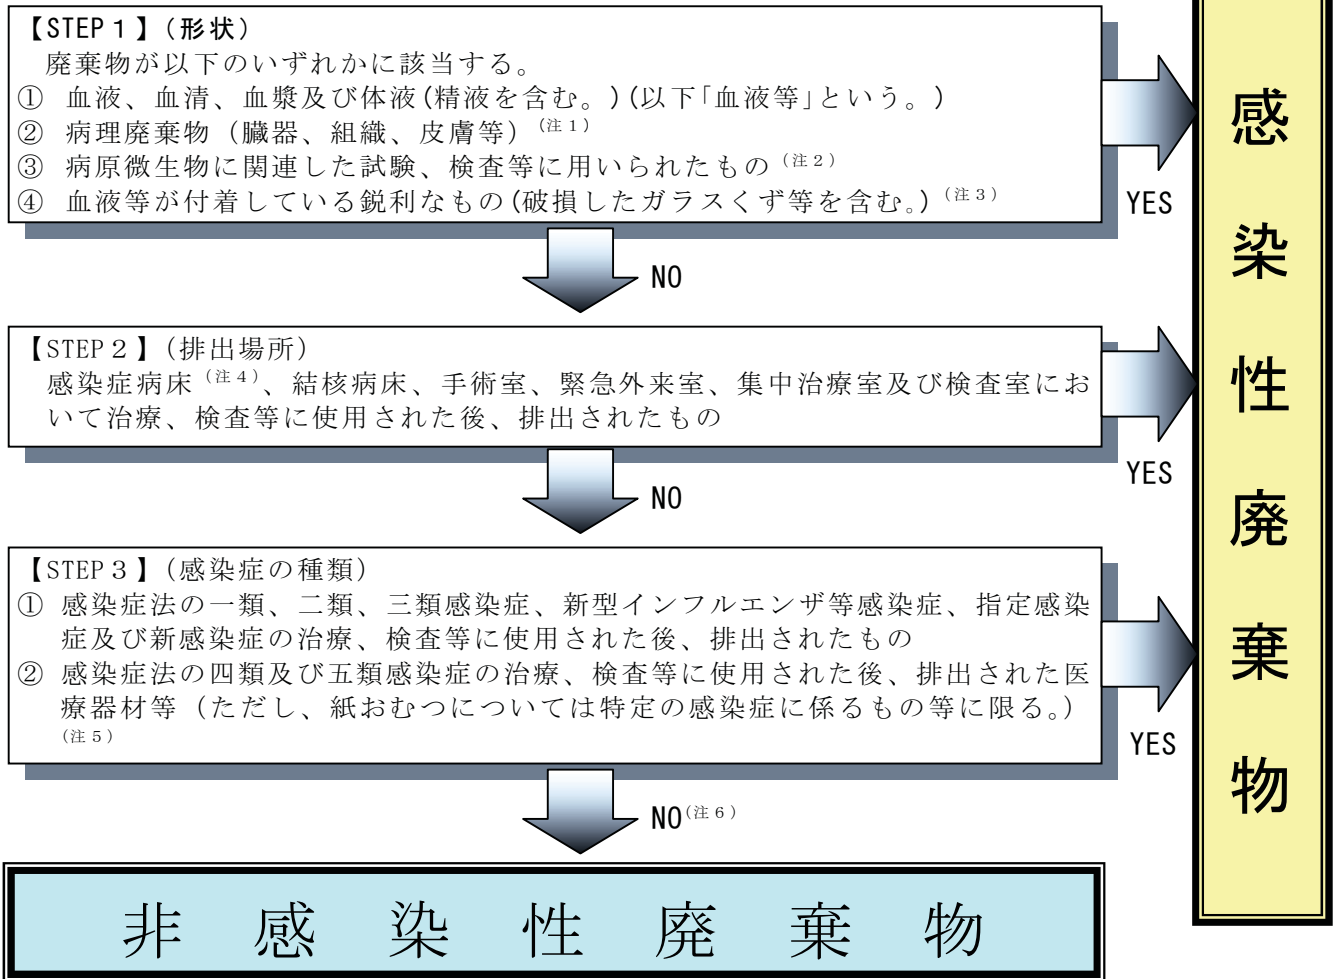 【STEP１】(形状)
廃棄物が以下のいずれかに該当する。
① 血液、血清、血漿及び体液(精液を含む。)(以下｢血液等｣という。)
② 病理廃棄物（臓器、組織、皮膚等）(注１)
③ 病原微生物に関連した試験、検査等に用いられたもの(注２)
④ 血液等が付着している鋭利なもの(破損したガラスくず等を含む。)(注３)
YES
NO
【STEP２】(排出場所)
感染症病床(注４)、結核病床、手術室、緊急外来室、集中治療室及び検査室にお
いて治療、検査等に使用された後、排出されたもの
YES
NO
【STEP３】(感染症の種類)
① 感染症法の一類、二類、三類感染症、新型インフルエンザ等感染症、指定感染
症及び新感染症の治療、検査等に使用された後、排出されたもの
② 感染症法の四類及び五類感染症の治療、検査等に使用された後、排出された医
療器材等（ただし、紙おむつについては特定の感染症に係るもの等に限る。）
(注５)
YES
NO(注６)
非感染性廃棄物
感染性廃棄物